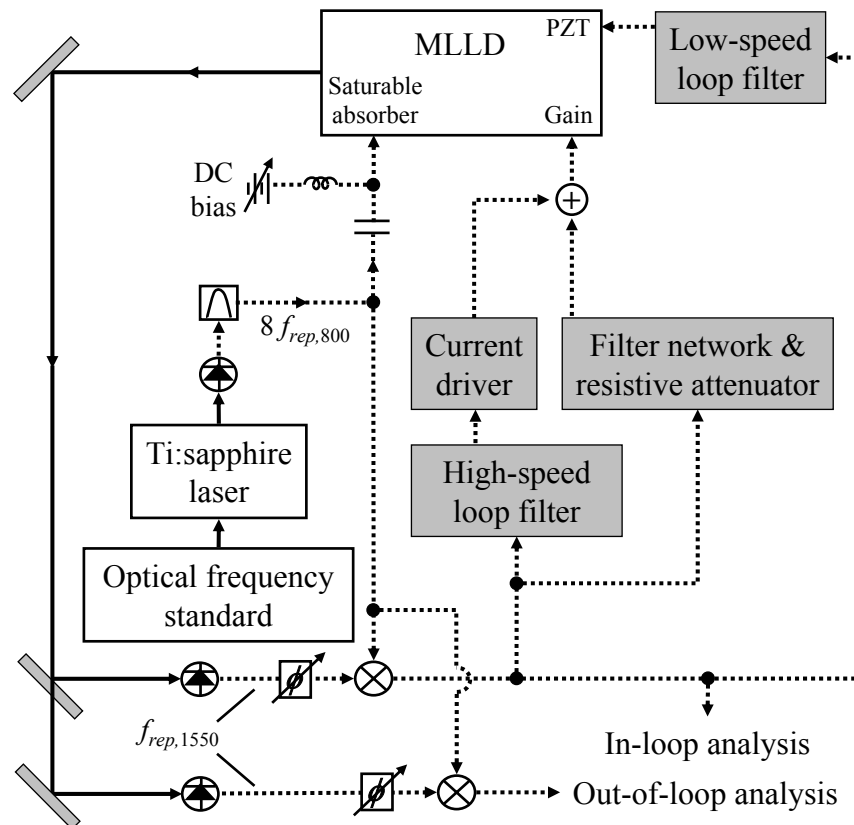 PZT
MLLD
Low-speed
loop filter
Saturable
absorber
Gain
DC
bias
+
8 f_rep,800
Current
driver
Filter network &
resistive attenuator
Ti:sapphire
laser
High-speed
loop filter
Optical frequency
standard
ϕ
f_rep,1550
In-loop analysis
ϕ
Out-of-loop analysis